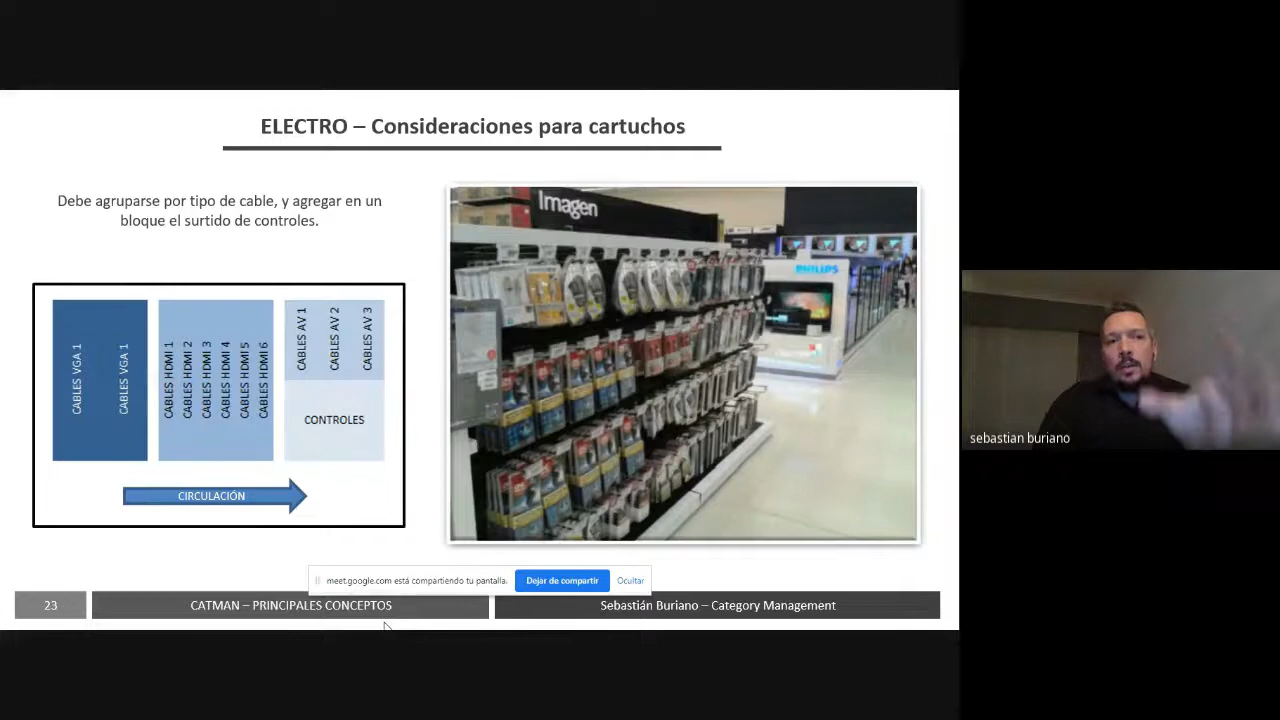 ELECTRO – Consideraciones para cartuchos
Debe agruparse por tipo de cable, y agregar en un
bloque el surtido de controles.
CABLES VGA 1
CABLES VGA 1
CABLES HDMI 1
CABLES HDMI 2
CABLES HDMI 3
CABLES HDMI 4
CABLES HDMI 5
CABLES HDMI 6
CABLES AV 1
CABLES AV 2
CABLES AV 3
CONTROLES
CIRCULACIÓN
Imagen
PHILIPS
sebastian buriano
meet.google.com está compartiendo tu pantalla.
Dejar de compartir
Ocultar
23
CATMAN – PRINCIPALES CONCEPTOS
Sebastián Buriano – Category Management